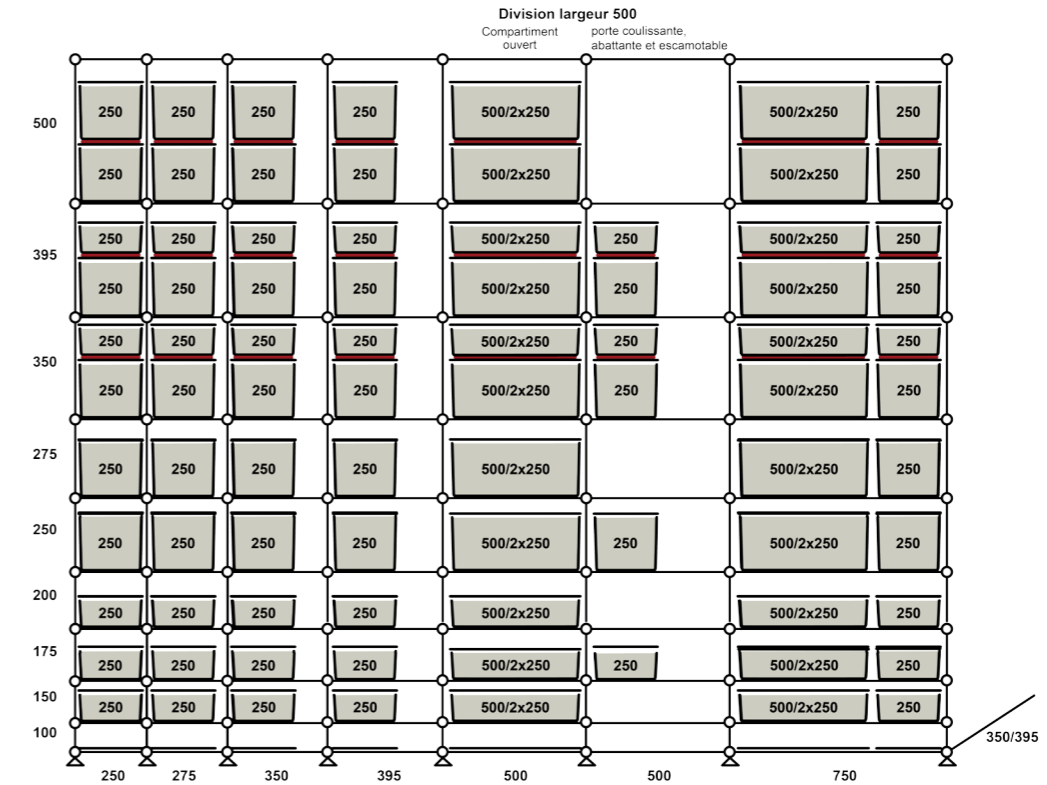 Division largeur 500
Compartiment
ouvert
porte coulissante,
abattante et escamotable
250 250 250 250 500/2x250 500/2x250 250
500
250 250 250 250 500/2x250 500/2x250 250
250 250 250 250 500/2x250 250 500/2x250 250
395
250 250 250 250 500/2x250 250 500/2x250 250
250 250 250 250 500/2x250 250 500/2x250 250
350
250 250 250 250 500/2x250 250 500/2x250 250
275
250 250 250 250 500/2x250 500/2x250 250
250
250 250 250 250 500/2x250 250 500/2x250 250
200
250 250 250 250 500/2x250 500/2x250 250
175
250 250 250 250 500/2x250 250 500/2x250 250
150
250 250 250 250 500/2x250 500/2x250 250
100
350/395
250 275 350 395 500 500 750